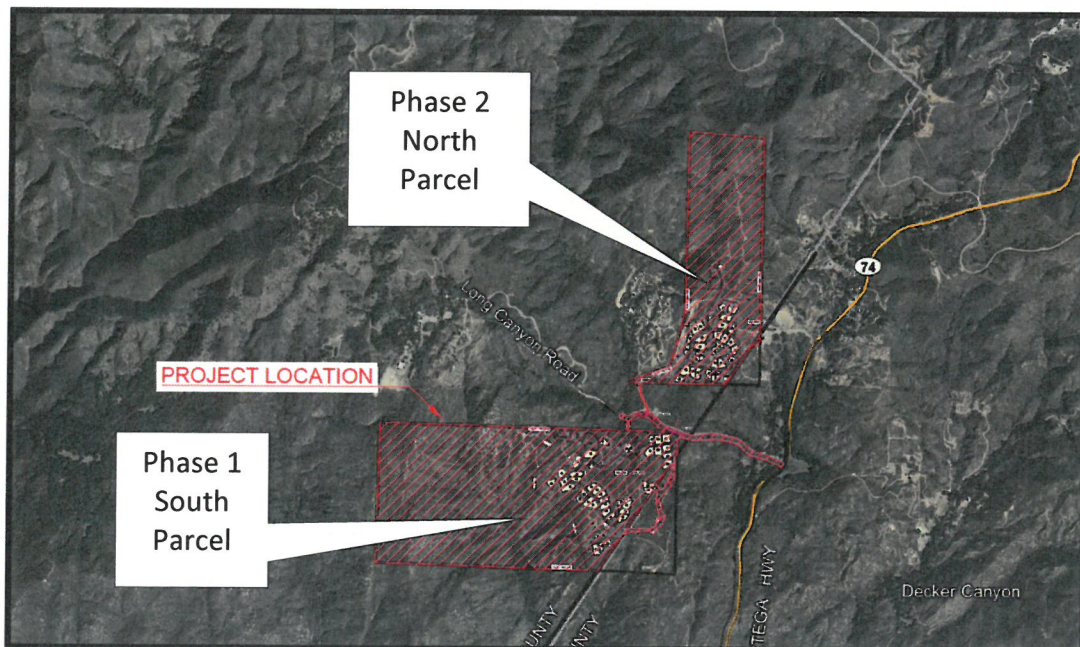 Phase 2
North
Parcel
74
Long Canyon Road
PROJECT LOCATION
Phase 1
South
Parcel
Decker Canyon
UNTY
UNTY
TEGA HWY